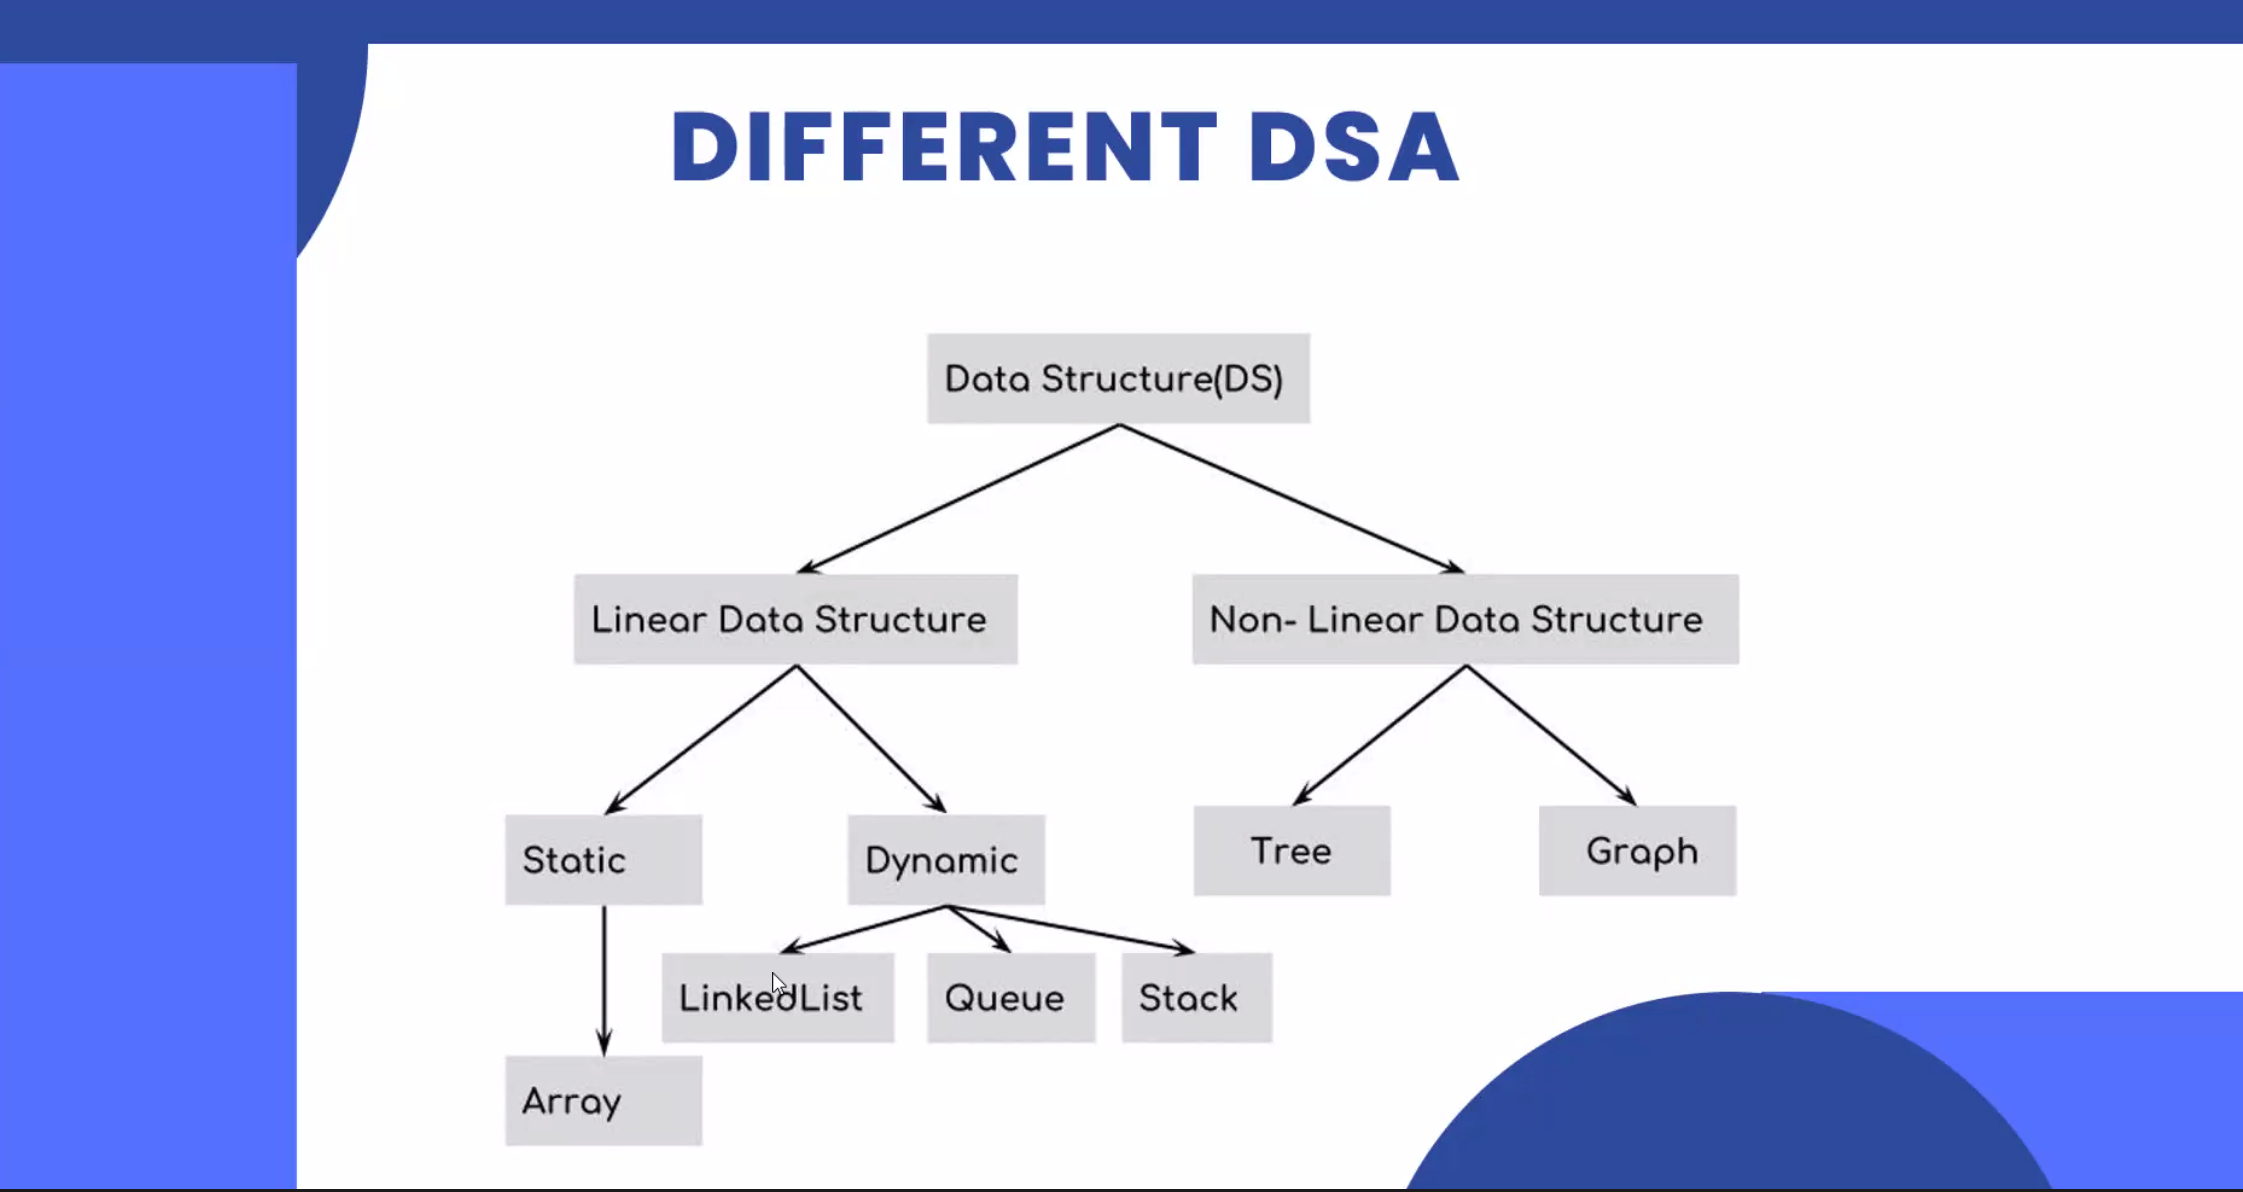 DIFFERENT DSA
Data Structure(DS)
Linear Data Structure
Non- Linear Data Structure
Static
Dynamic
Tree
Graph
LinkedList
Queue
Stack
Array